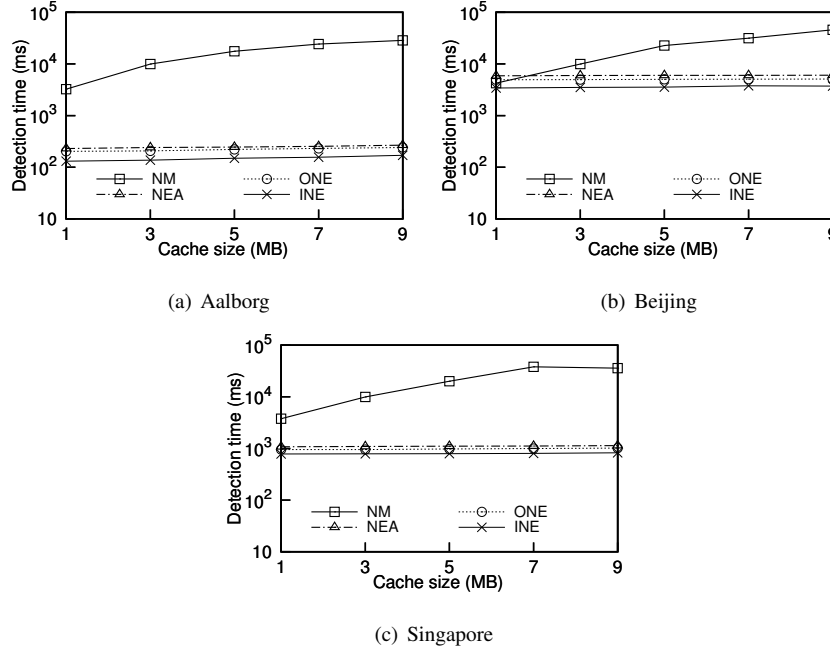 10^5
10^4
10^3
10^2
10
Detection time (ms)
NM
NEA
ONE
INE
1 3 5 7 9
Cache size (MB)
(a) Aalborg
10^5
10^4
10^3
10^2
10
Detection time (ms)
NM
NEA
ONE
INE
1 3 5 7 9
Cache size (MB)
(b) Beijing
10^5
10^4
10^3
10^2
10
Detection time (ms)
NM
NEA
ONE
INE
1 3 5 7 9
Cache size (MB)
(c) Singapore